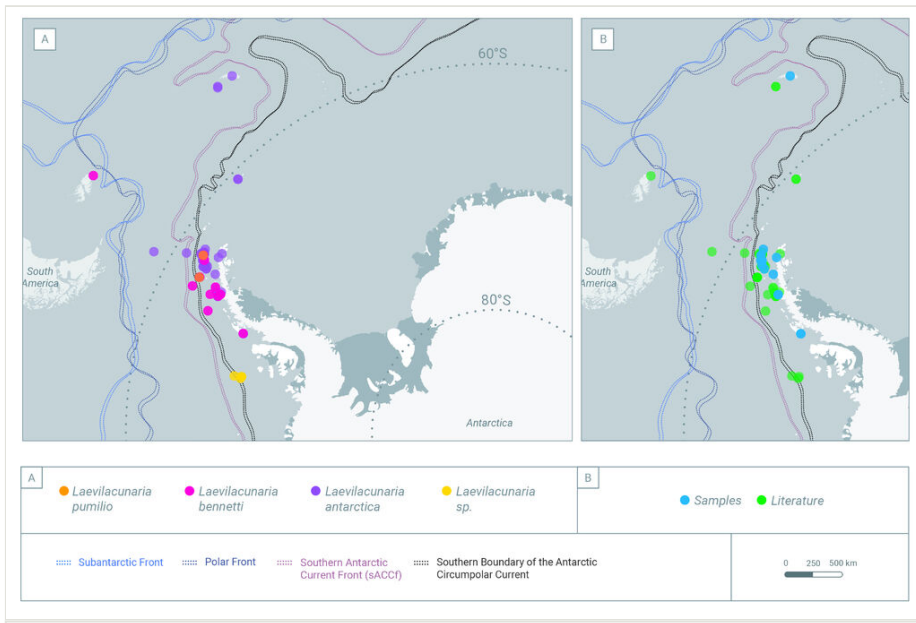 A
60°S
South
America
80°S
Antarctica
B
South
America
A
Laevilacunaria
pumilio
Laevilacunaria
bennetti
Laevilacunaria
antarctica
Laevilacunaria
sp.
B
Samples
Literature
Subantarctic Front
Polar Front
Southern Antarctic
Current Front (sACCf)
Southern Boundary of the Antarctic
Circumpolar Current
0 250 500 km